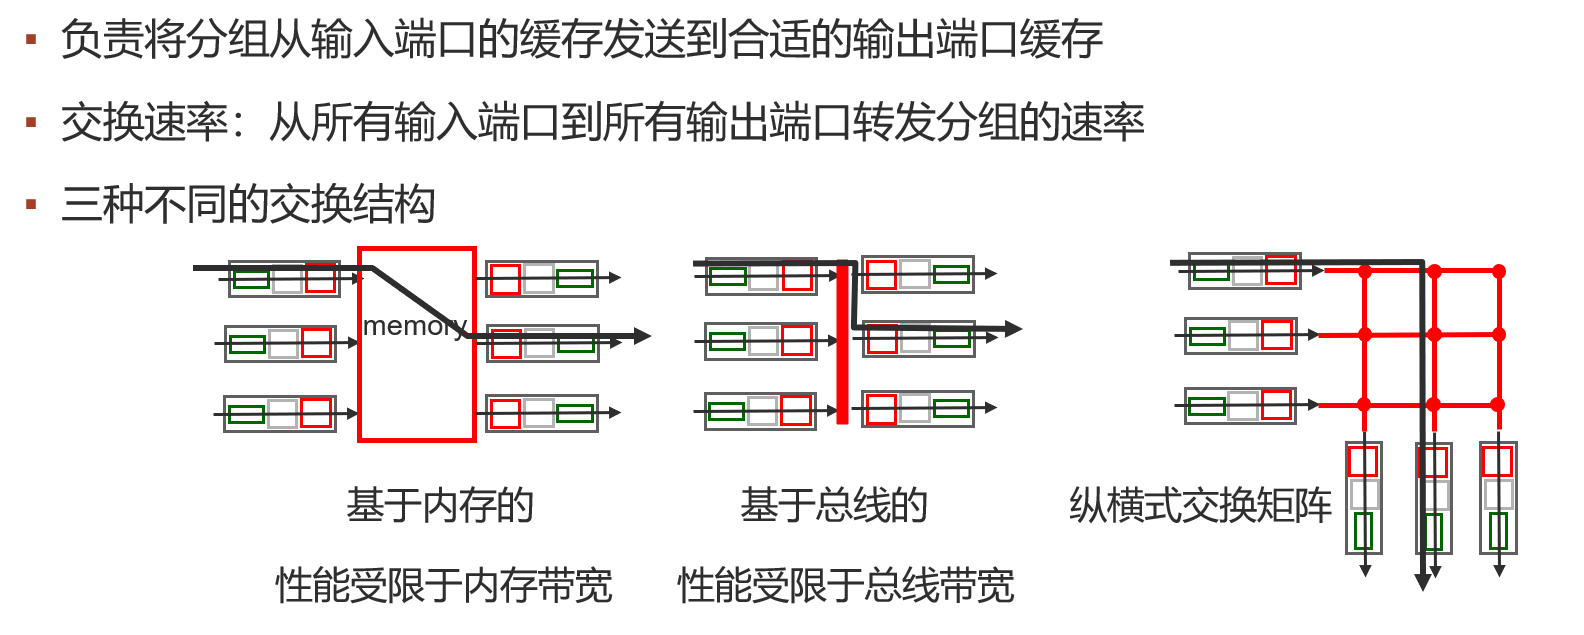 负责将分组从输入端口的缓存发送到合适的输出端口缓存
交换速率：从所有输入端口到所有输出端口转发分组的速率
三种不同的交换结构
memory
基于内存的
基于总线的
纵横式交换矩阵
性能受限于内存带宽
性能受限于总线带宽